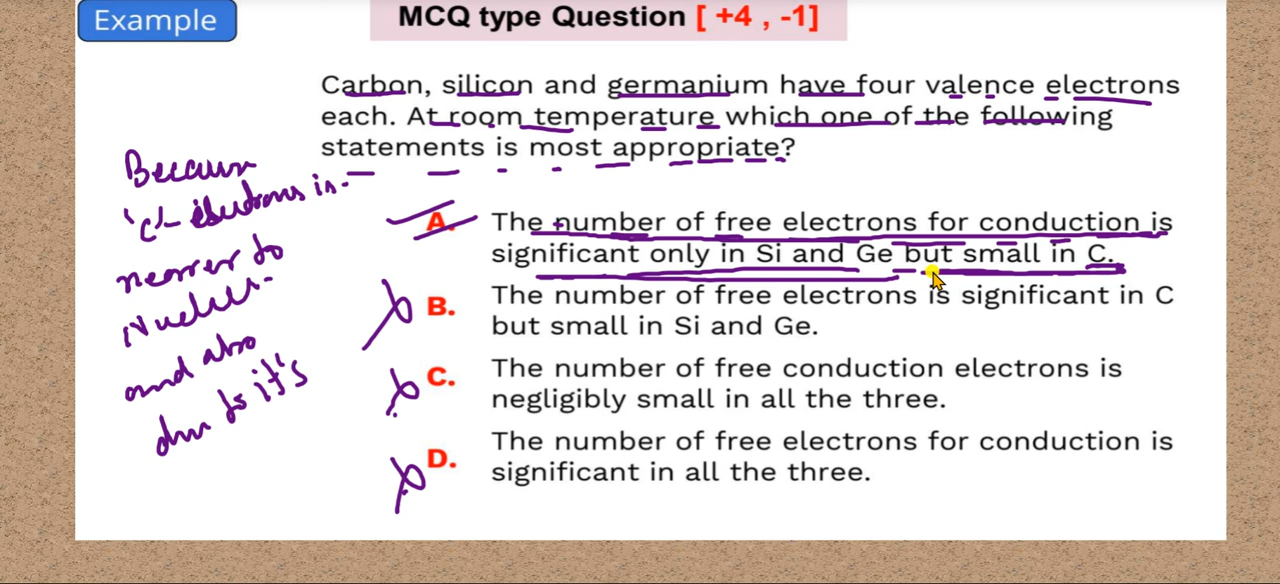 Example
MCQ type Question [ +4 , -1]
Carbon, silicon and germanium have four valence electrons
each. At room temperature which one of the following
statements is most appropriate?
A. The number of free electrons for conduction is
significant only in Si and Ge but small in C.
B. The number of free electrons is significant in C
but small in Si and Ge.
C. The number of free conduction electrons is
negligibly small in all the three.
D. The number of free electrons for conduction is
significant in all the three.
'C'- electrons is
nearer to
and also
due to it's